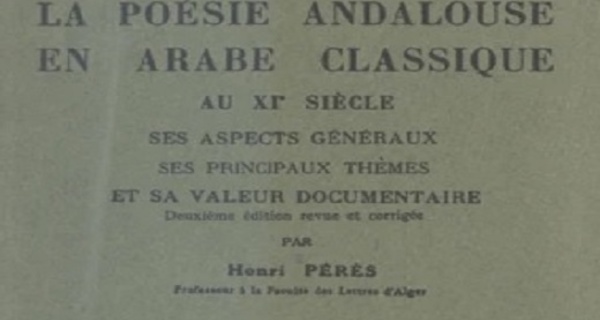 LA POÉSIE ANDALOUSE
EN ARABE CLASSIQUE
AU XIᵉ SIÈCLE
SES ASPECTS GÉNÉRAUX
SES PRINCIPAUX THÈMES
ET SA VALEUR DOCUMENTAIRE
Deuxième édition revue et corrigée
PAR
Henri PÉRÈS
Professeur à la Faculté des Lettres d'Alger